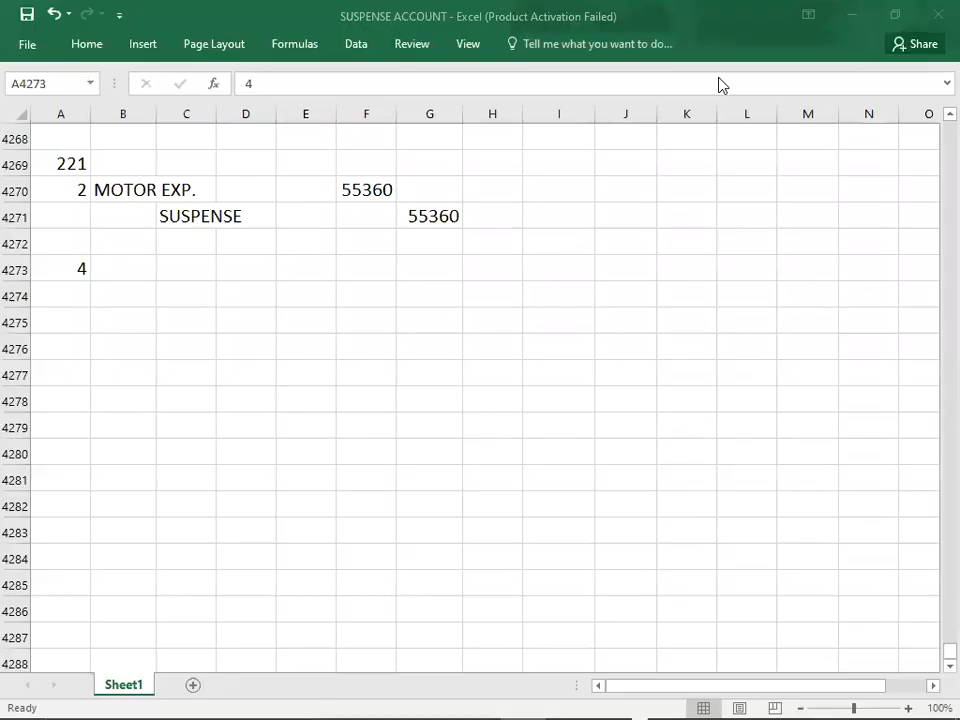 SUSPENSE ACCOUNT - Excel (Product Activation Failed)
File Home Insert Page Layout Formulas Data Review View Tell me what you want to do... Share
A4273 fx 4
A B C D E F G H I J K L M N O
4268
4269 221
4270 2 MOTOR EXP. 55360
4271 SUSPENSE 55360
4272
4273 4
4274
4275
4276
4277
4278
4279
4280
4281
4282
4283
4284
4285
4286
4287
4288
Sheet1
Ready 100%